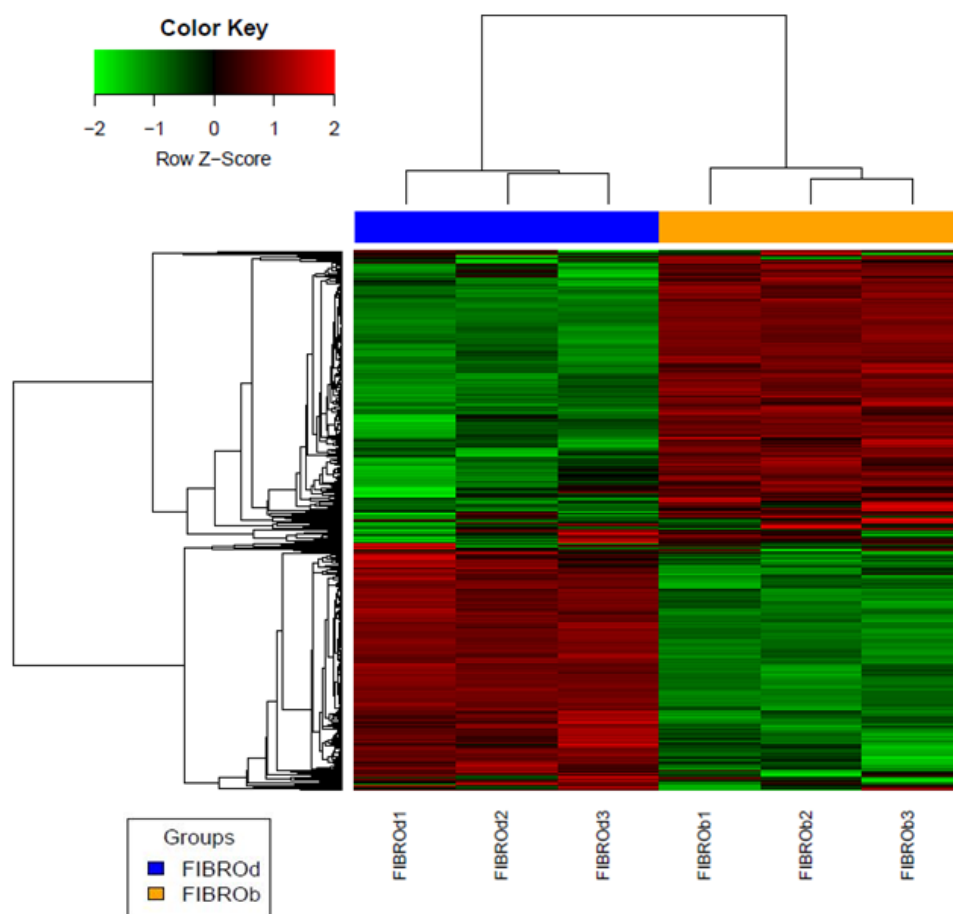 Color Key
−2 −1 0 1 2
Row Z−Score
FIBROd1 FIBROd2 FIBROd3 FIBROb1 FIBROb2 FIBROb3
Groups
FIBROd
FIBROb